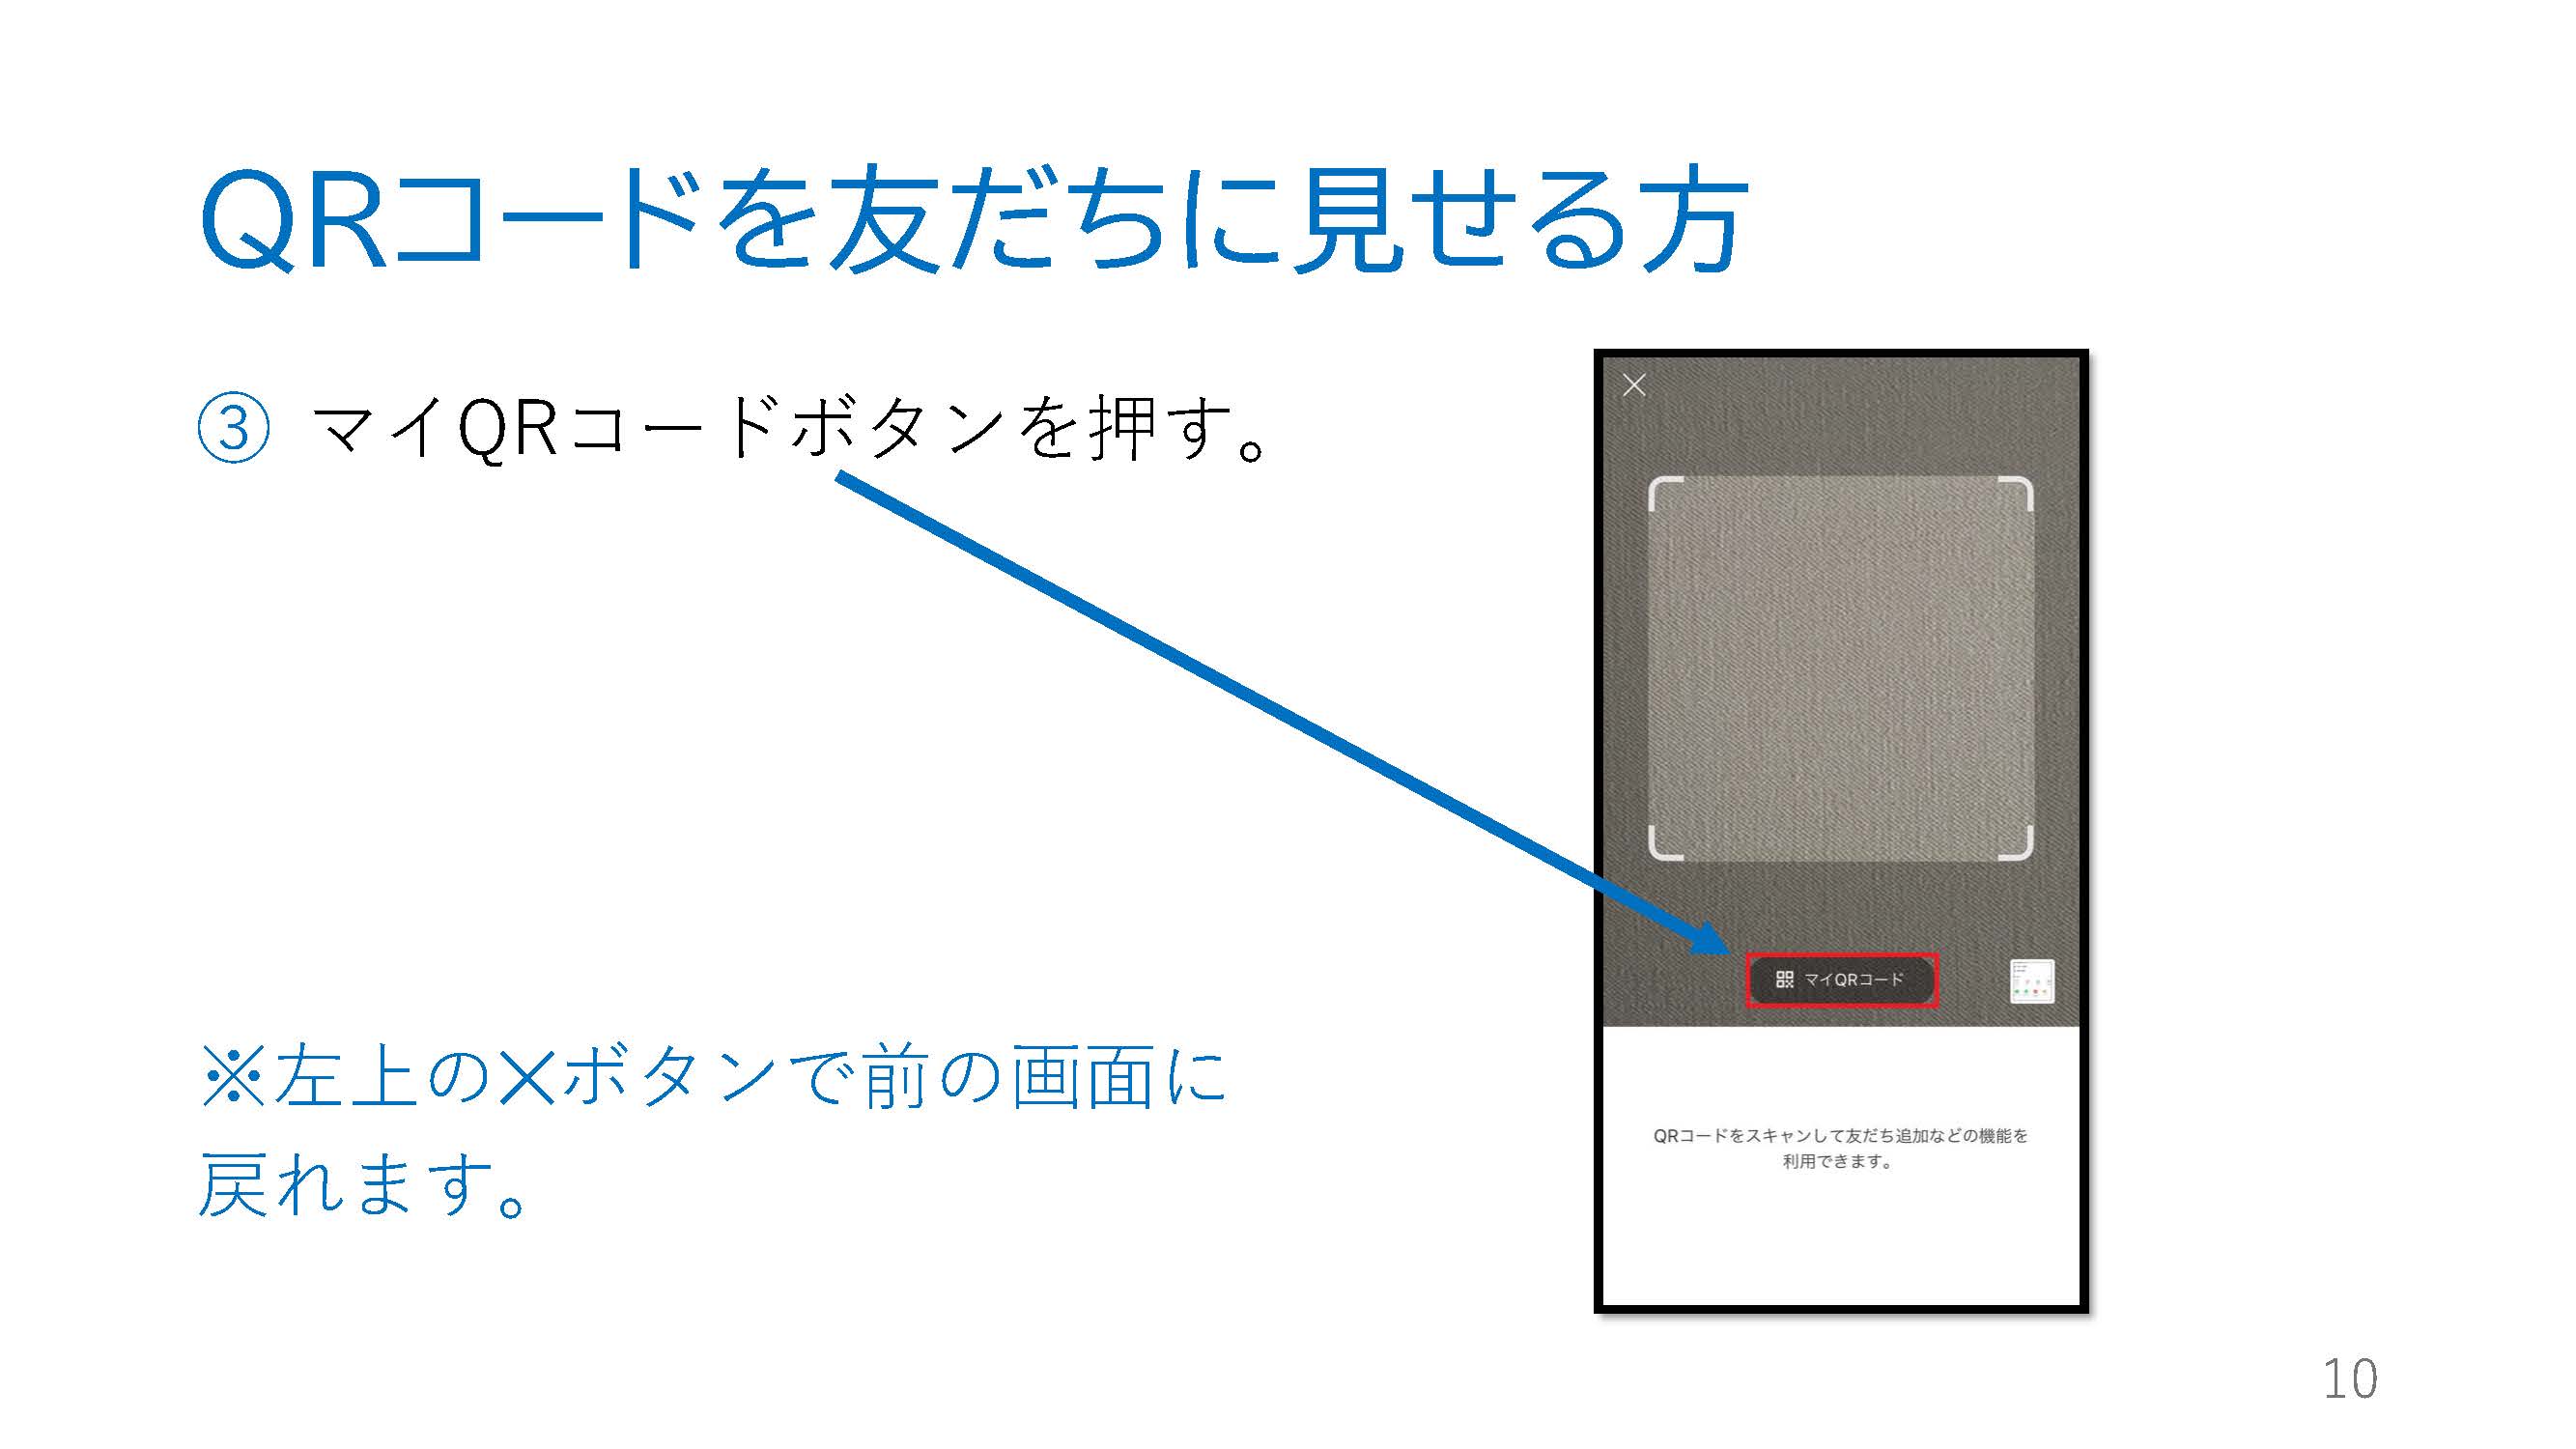 QRコードを友だちに見せる方
③ マイQRコードボタンを押す。
マイQRコード
※左上の✕ボタンで前の画面に
戻れます。
QRコードをスキャンして友だち追加などの機能を
利用できます。
10